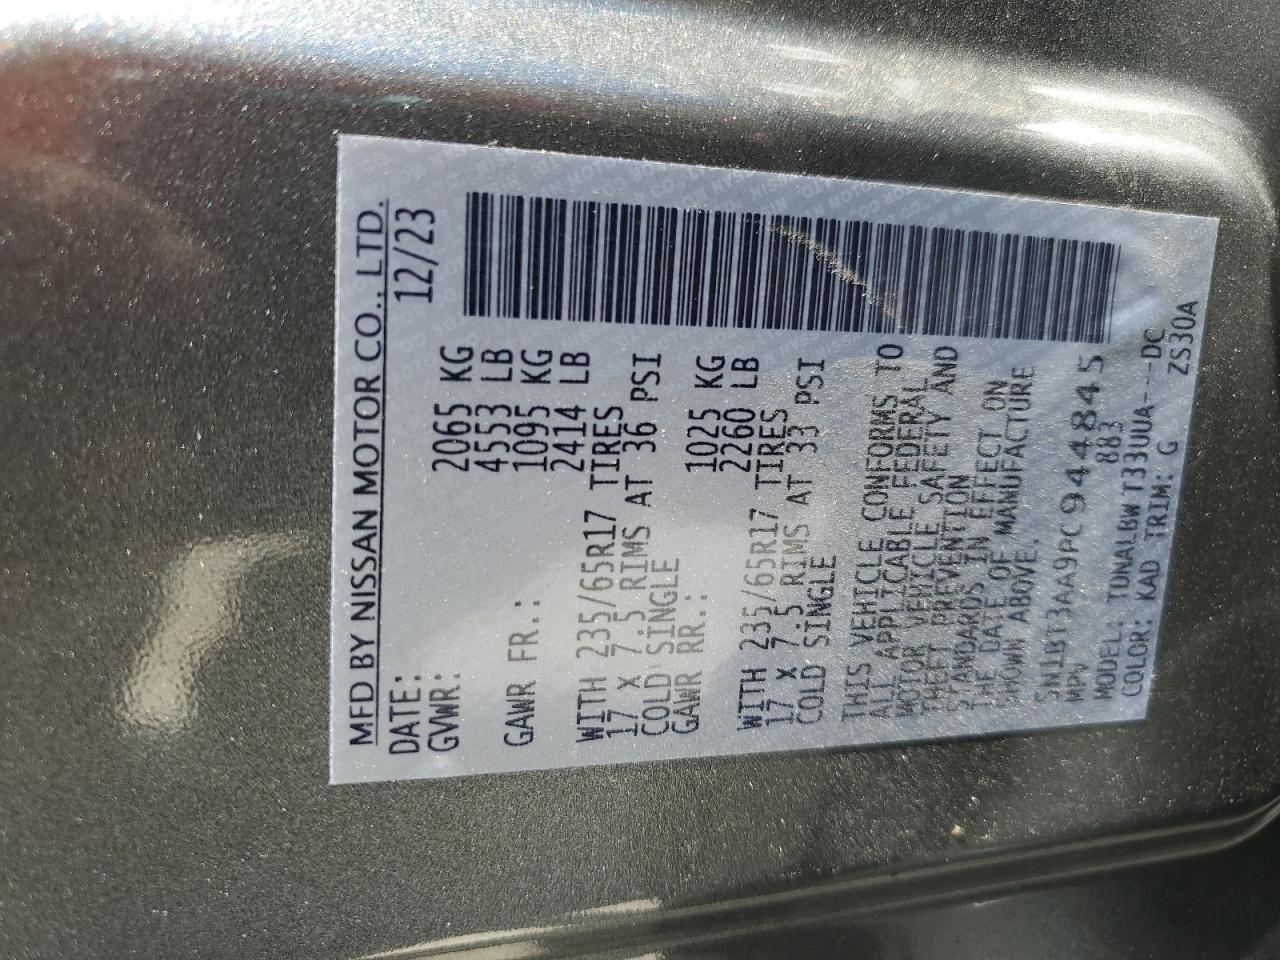 MFD BY NISSAN MOTOR CO., LTD.
DATE: 12/23
GVWR: 2065 KG
4553 LB
GAWR FR.: 1095 KG
2414 LB
WITH 235/65R17 TIRES
17 X 7.5 RIMS AT 36 PSI
COLD SINGLE
GAWR RR.: 1025 KG
2260 LB
WITH 235/65R17 TIRES
17 X 7.5 RIMS AT 33 PSI
COLD SINGLE
THIS VEHICLE CONFORMS TO
ALL APPLICABLE FEDERAL
MOTOR VEHICLE SAFETY AND
THEFT PREVENTION
STANDARDS IN EFFECT ON
THE DATE OF MANUFACTURE
SHOWN ABOVE.
5N1BT3AA9PC944845
MPV 883
MODEL: TDNALBWT33UUA---DC
COLOR: KAD TRIM: G ZS30A